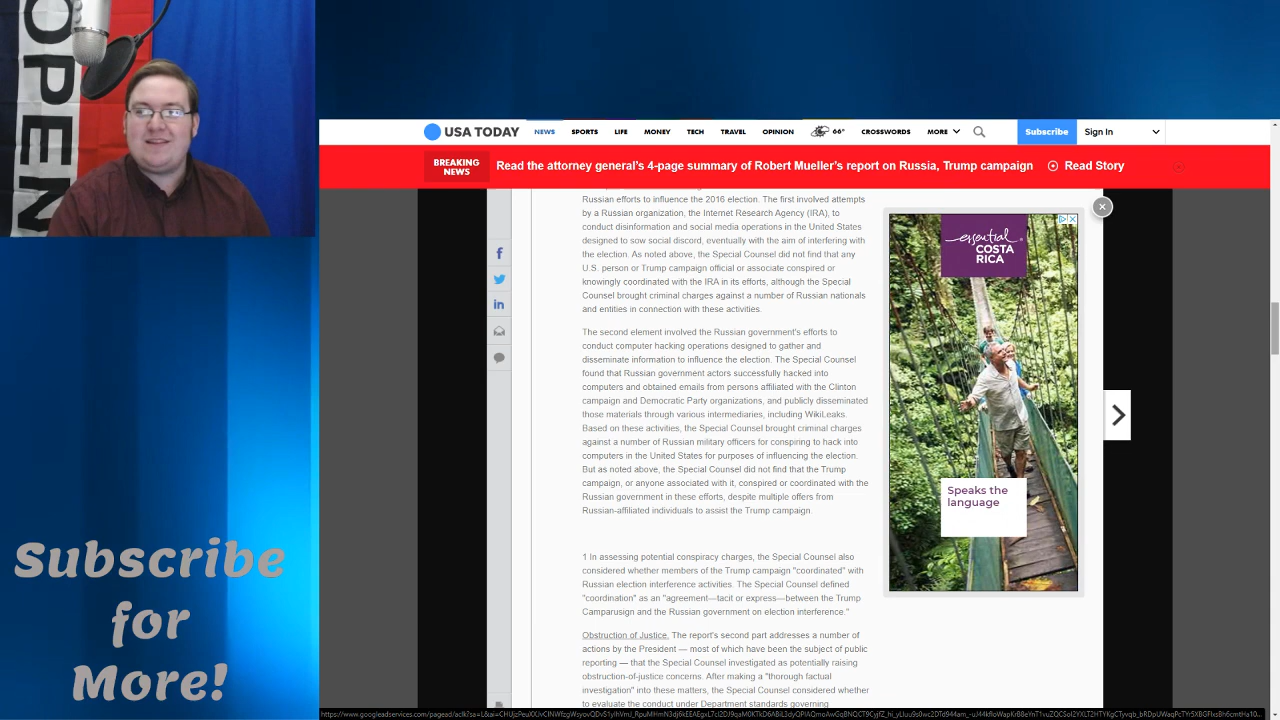 OPEN
USA TODAY NEWS SPORTS LIFE MONEY TECH TRAVEL OPINION 66° CROSSWORDS MORE Subscribe Sign In
BREAKING NEWS
Read the attorney general's 4-page summary of Robert Mueller's report on Russia, Trump campaign Read Story
Russian efforts to influence the 2016 election. The first involved attempts
by a Russian organization, the Internet Research Agency (IRA), to
conduct disinformation and social media operations in the United States
designed to sow social discord, eventually with the aim of interfering with
the election. As noted above, the Special Counsel did not find that any
U.S. person or Trump campaign official or associate conspired or
knowingly coordinated with the IRA in its efforts, although the Special
Counsel brought criminal charges against a number of Russian nationals
and entities in connection with these activities.
The second element involved the Russian government's efforts to
conduct computer hacking operations designed to gather and
disseminate information to influence the election. The Special Counsel
found that Russian government actors successfully hacked into
computers and obtained emails from persons affiliated with the Clinton
campaign and Democratic Party organizations, and publicly disseminated
those materials through various intermediaries, including WikiLeaks.
Based on these activities, the Special Counsel brought criminal charges
against a number of Russian military officers for conspiring to hack into
computers in the United States for purposes of influencing the election.
But as noted above, the Special Counsel did not find that the Trump
campaign, or anyone associated with it, conspired or coordinated with the
Russian government in these efforts, despite multiple offers from
Russian-affiliated individuals to assist the Trump campaign.
1 In assessing potential conspiracy charges, the Special Counsel also
considered whether members of the Trump campaign "coordinated" with
Russian election interference activities. The Special Counsel defined
"coordination" as an "agreement—tacit or express—between the Trump
Camparusign and the Russian government on election interference."
Obstruction of Justice. The report's second part addresses a number of
actions by the President — most of which have been the subject of public
reporting — that the Special Counsel investigated as potentially raising
obstruction-of-justice concerns. After making a "thorough factual
investigation" into these matters, the Special Counsel considered whether
to evaluate the conduct under Department standards governing
essential
COSTA
RICA
Speaks the
language
Subscribe
for
More!